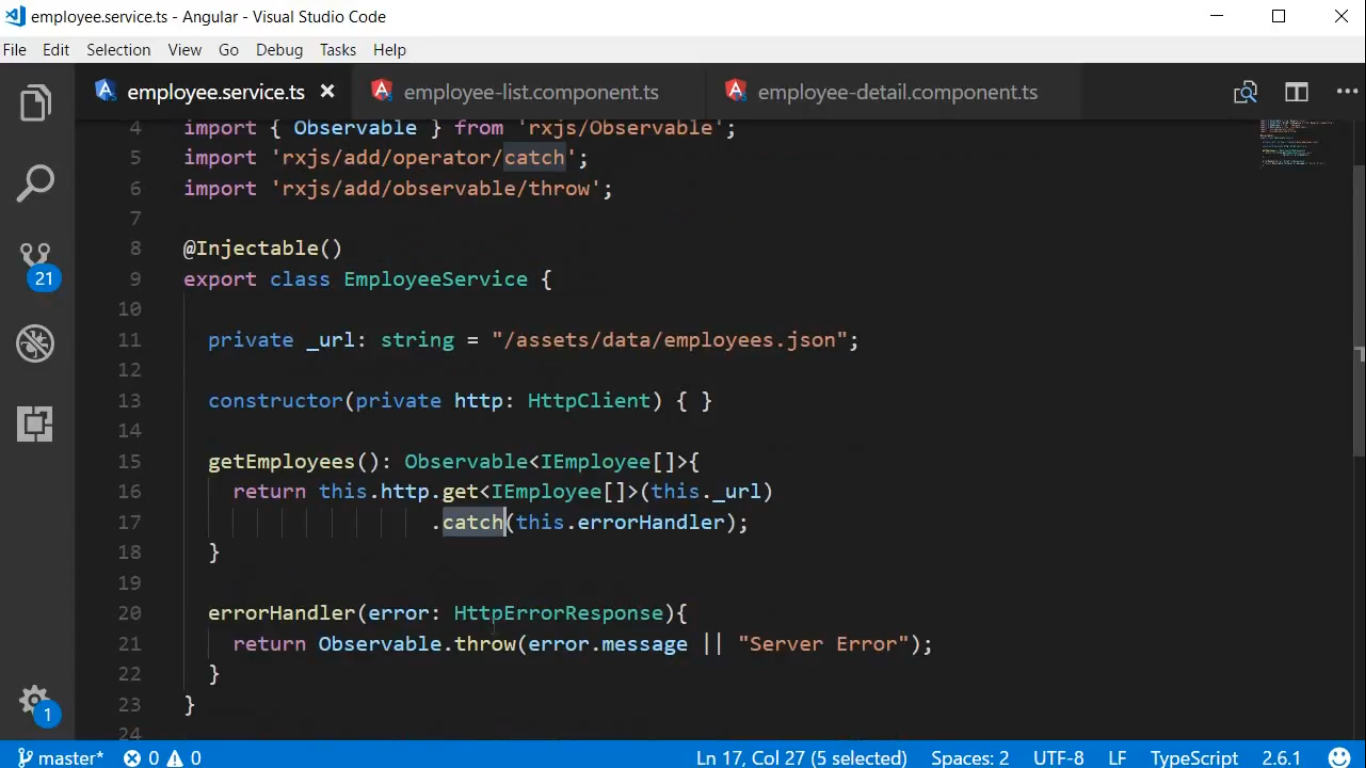 employee.service.ts - Angular - Visual Studio Code
File Edit Selection View Go Debug Tasks Help
employee.service.ts employee-list.component.ts employee-detail.component.ts
4 import { Observable } from 'rxjs/Observable';
5 import 'rxjs/add/operator/catch';
6 import 'rxjs/add/observable/throw';
7
8 @Injectable()
9 export class EmployeeService {
10
11 private _url: string = "/assets/data/employees.json";
12
13 constructor(private http: HttpClient) { }
14
15 getEmployees(): Observable<IEmployee[]>{
16 return this.http.get<IEmployee[]>(this._url)
17 .catch(this.errorHandler);
18 }
19
20 errorHandler(error: HttpErrorResponse){
21 return Observable.throw(error.message || "Server Error");
22 }
23 }
24
21
1
master* 0 0 Ln 17, Col 27 (5 selected) Spaces: 2 UTF-8 LF TypeScript 2.6.1